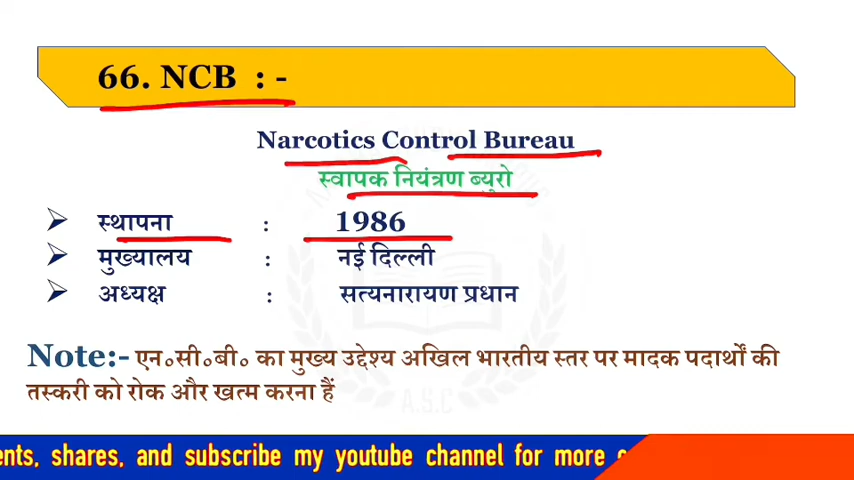 66. NCB : -
Narcotics Control Bureau
स्वापक नियंत्रण ब्युरो
➢ स्थापना : 1986
➢ मुख्यालय : नई दिल्ली
➢ अध्यक्ष : सत्यनारायण प्रधान
Note:- एन०सी०बी० का मुख्य उद्देश्य अखिल भारतीय स्तर पर मादक पदार्थों की
तस्करी को रोक और खत्म करना हैं
A.S.C
ents, shares, and subscribe my youtube channel for more